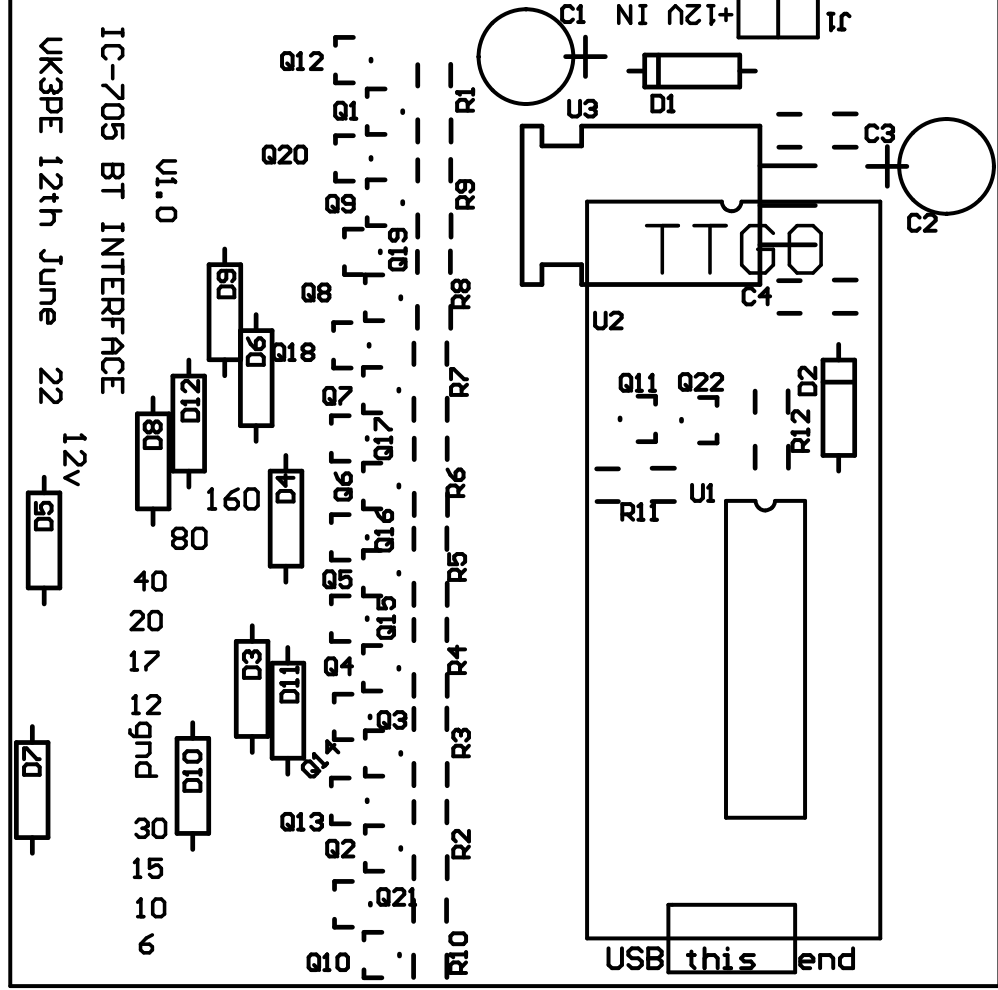 VK3PE 12th June 22
IC-705 BT INTERFACE
V1.0
12v
160
80
40
20
17
12
gnd
30
15
10
6
+12V IN
J1
C1
D1
U3
C3
C2
C4
TTGO
U2
Q11
Q22
D2
R12
R11
U1
USB this end
Q12
Q1
Q20
Q9
Q19
Q8
Q18
Q7
Q17
Q6
Q16
Q5
Q15
Q4
Q3
Q14
Q13
Q2
Q21
Q10
R1
R9
R8
R7
R6
R5
R4
R3
R2
R10
D9
D6
D12
D8
D4
D5
D3
D11
D10
D7